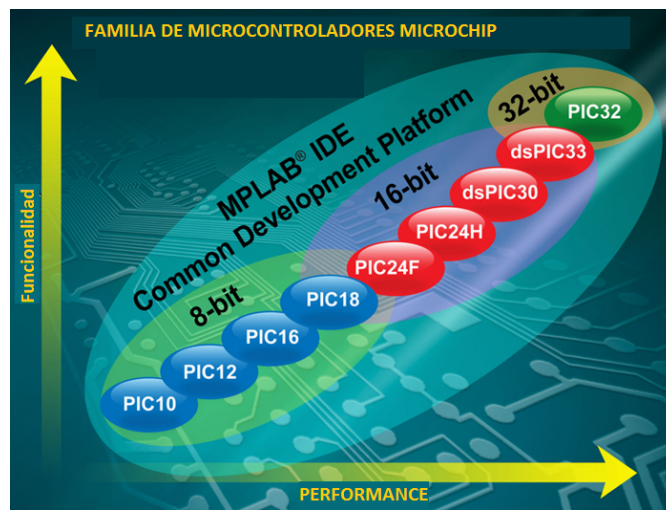 FAMILIA DE MICROCONTROLADORES MICROCHIP
Funcionalidad
MPLAB® IDE
Common Development Platform
32-bit
PIC32
16-bit
dsPIC33
dsPIC30
PIC24H
PIC24F
8-bit
PIC18
PIC16
PIC12
PIC10
PERFORMANCE